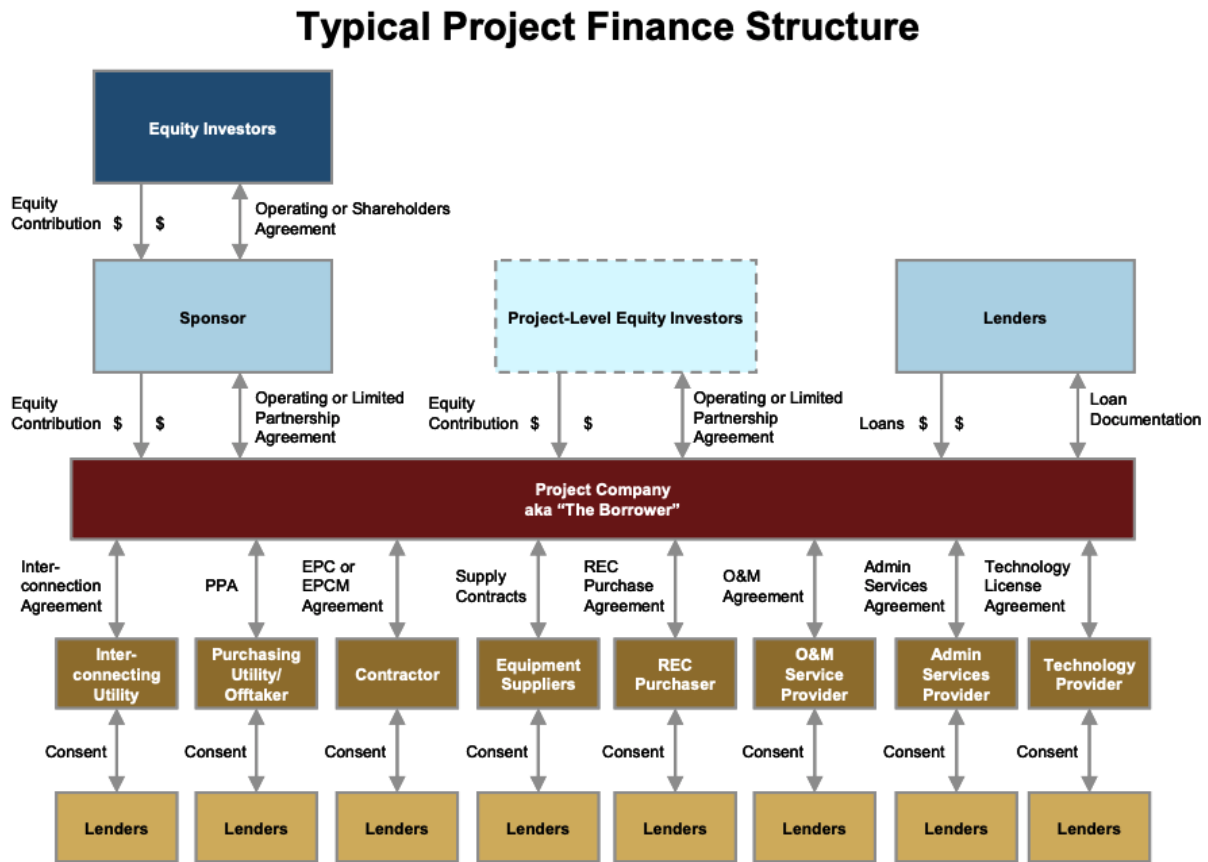 Typical Project Finance Structure
Equity Investors
Equity
Contribution $ $
Operating or Shareholders
Agreement
Sponsor
Project-Level Equity Investors
Lenders
Equity
Contribution $ $
Operating or Limited
Partnership
Agreement
Equity
Contribution $ $
Operating or Limited
Partnership
Agreement
Loans $ $
Loan
Documentation
Project Company
aka “The Borrower”
Inter-
connection
Agreement
PPA
EPC or
EPCM
Agreement
Supply
Contracts
REC
Purchase
Agreement
O&M
Agreement
Admin
Services
Agreement
Technology
License
Agreement
Inter-
connecting
Utility
Purchasing
Utility/
Offtaker
Contractor
Equipment
Suppliers
REC
Purchaser
O&M
Service
Provider
Admin
Services
Provider
Technology
Provider
Consent
Consent
Consent
Consent
Consent
Consent
Consent
Consent
Lenders
Lenders
Lenders
Lenders
Lenders
Lenders
Lenders
Lenders